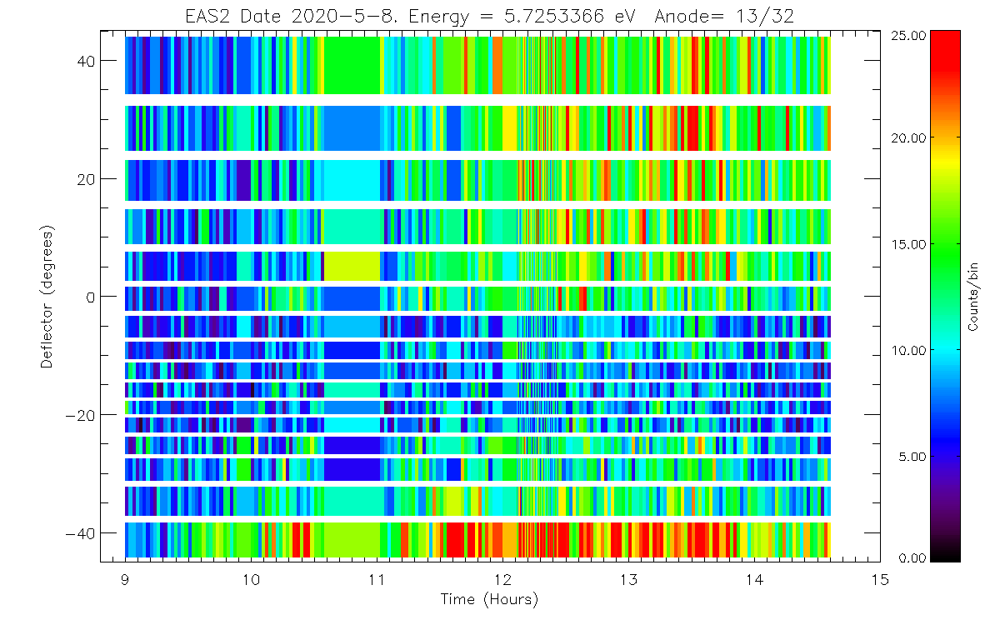 EAS2 Date 2020-5-8. Energy = 5.7253366 eV Anode= 13/32
25.00
20.00
15.00
10.00
5.00
0.00
Counts/bin
40
20
0
-20
-40
Deflector (degrees)
9 10 11 12 13 14 15
Time (Hours)